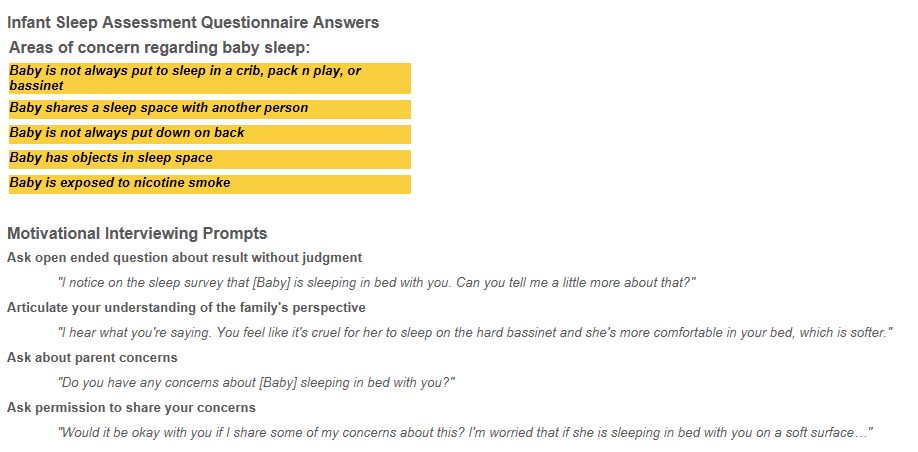 Infant Sleep Assessment Questionnaire Answers
Areas of concern regarding baby sleep:
Baby is not always put to sleep in a crib, pack n play, or
bassinet
Baby shares a sleep space with another person
Baby is not always put down on back
Baby has objects in sleep space
Baby is exposed to nicotine smoke
Motivational Interviewing Prompts
Ask open ended question about result without judgment
"I notice on the sleep survey that [Baby] is sleeping in bed with you. Can you tell me a little more about that?"
Articulate your understanding of the family's perspective
"I hear what you're saying. You feel like it's cruel for her to sleep on the hard bassinet and she's more comfortable in your bed, which is softer."
Ask about parent concerns
"Do you have any concerns about [Baby] sleeping in bed with you?"
Ask permission to share your concerns
"Would it be okay with you if I share some of my concerns about this? I'm worried that if she is sleeping in bed with you on a soft surface…"